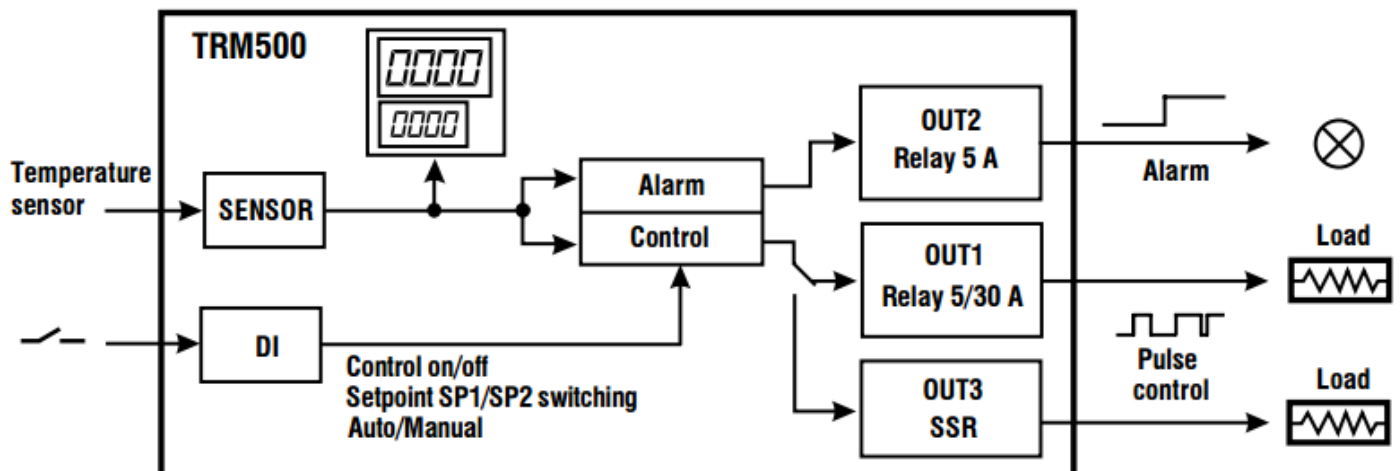 TRM500
0000
0000
Temperature
sensor
SENSOR
Alarm
Control
OUT2
Relay 5 A
Alarm
OUT1
Relay 5/30 A
Load
DI
Control on/off
Setpoint SP1/SP2 switching
Auto/Manual
OUT3
SSR
Pulse
control
Load